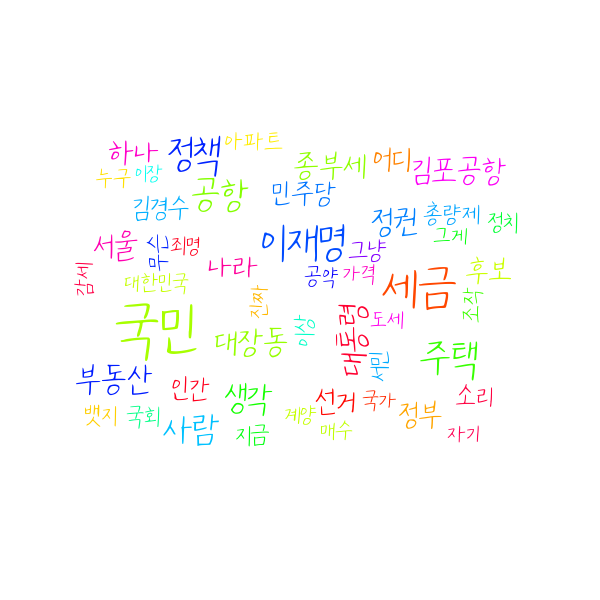 하나 정책 아파트
누구 이장 종부세 어디 김포공항
김경수 공항 민주당 정권 총량제 정치
서울 죄명 이재명 그냥 그게
감세 대한민국 나라 공약 가격 세금 후보
국민 진짜 대통령 도세 조작
대장동 이상 서민 주택
부동산 인간 생각 선거 국가 정부 소리
뱃지 국회 사람 지금 계양 매수 자기